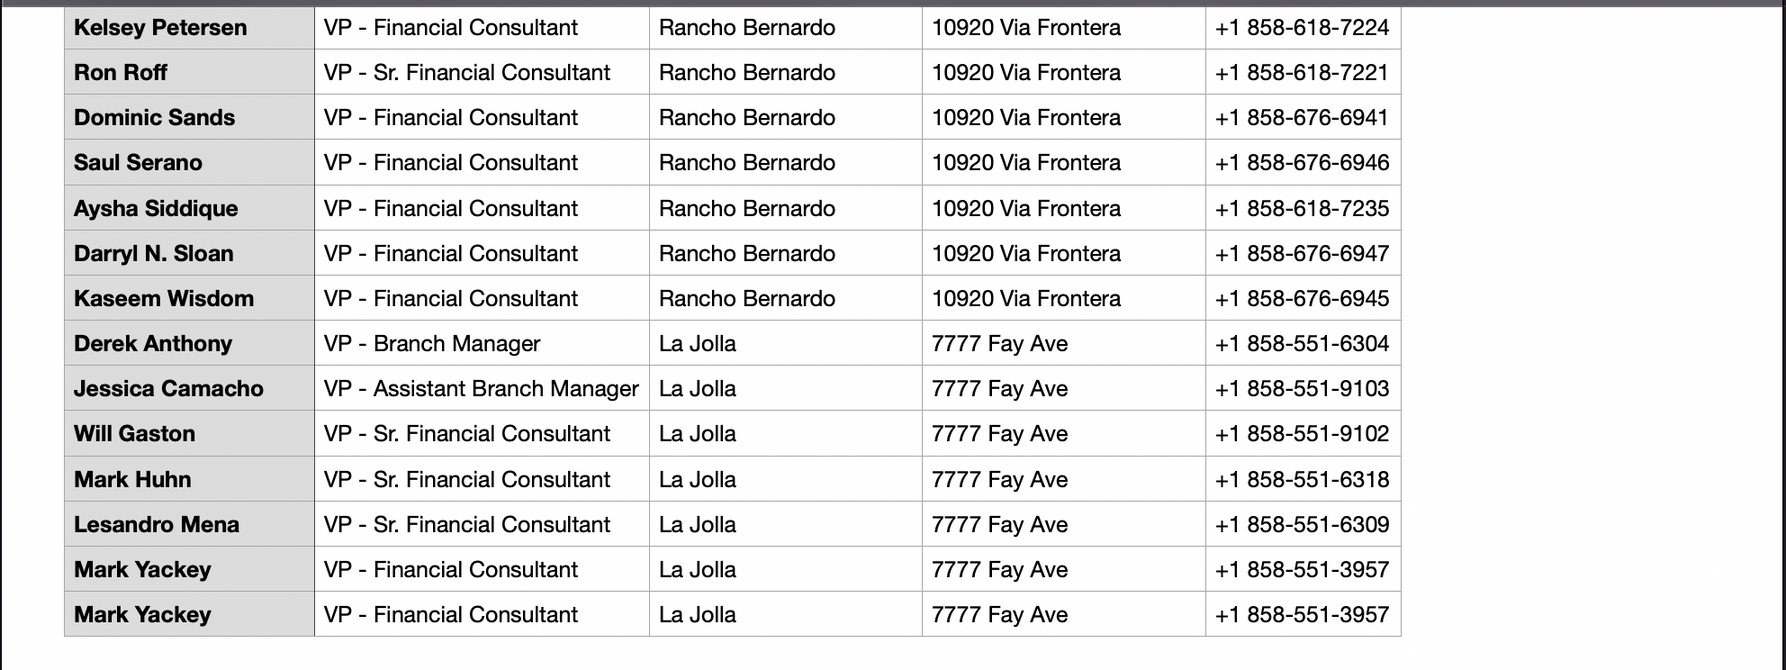 Kelsey Petersen VP - Financial Consultant Rancho Bernardo 10920 Via Frontera +1 858-618-7224
Ron Roff VP - Sr. Financial Consultant Rancho Bernardo 10920 Via Frontera +1 858-618-7221
Dominic Sands VP - Financial Consultant Rancho Bernardo 10920 Via Frontera +1 858-676-6941
Saul Serano VP - Financial Consultant Rancho Bernardo 10920 Via Frontera +1 858-676-6946
Aysha Siddique VP - Financial Consultant Rancho Bernardo 10920 Via Frontera +1 858-618-7235
Darryl N. Sloan VP - Financial Consultant Rancho Bernardo 10920 Via Frontera +1 858-676-6947
Kaseem Wisdom VP - Financial Consultant Rancho Bernardo 10920 Via Frontera +1 858-676-6945
Derek Anthony VP - Branch Manager La Jolla 7777 Fay Ave +1 858-551-6304
Jessica Camacho VP - Assistant Branch Manager La Jolla 7777 Fay Ave +1 858-551-9103
Will Gaston VP - Sr. Financial Consultant La Jolla 7777 Fay Ave +1 858-551-9102
Mark Huhn VP - Sr. Financial Consultant La Jolla 7777 Fay Ave +1 858-551-6318
Lesandro Mena VP - Sr. Financial Consultant La Jolla 7777 Fay Ave +1 858-551-6309
Mark Yackey VP - Financial Consultant La Jolla 7777 Fay Ave +1 858-551-3957
Mark Yackey VP - Financial Consultant La Jolla 7777 Fay Ave +1 858-551-3957